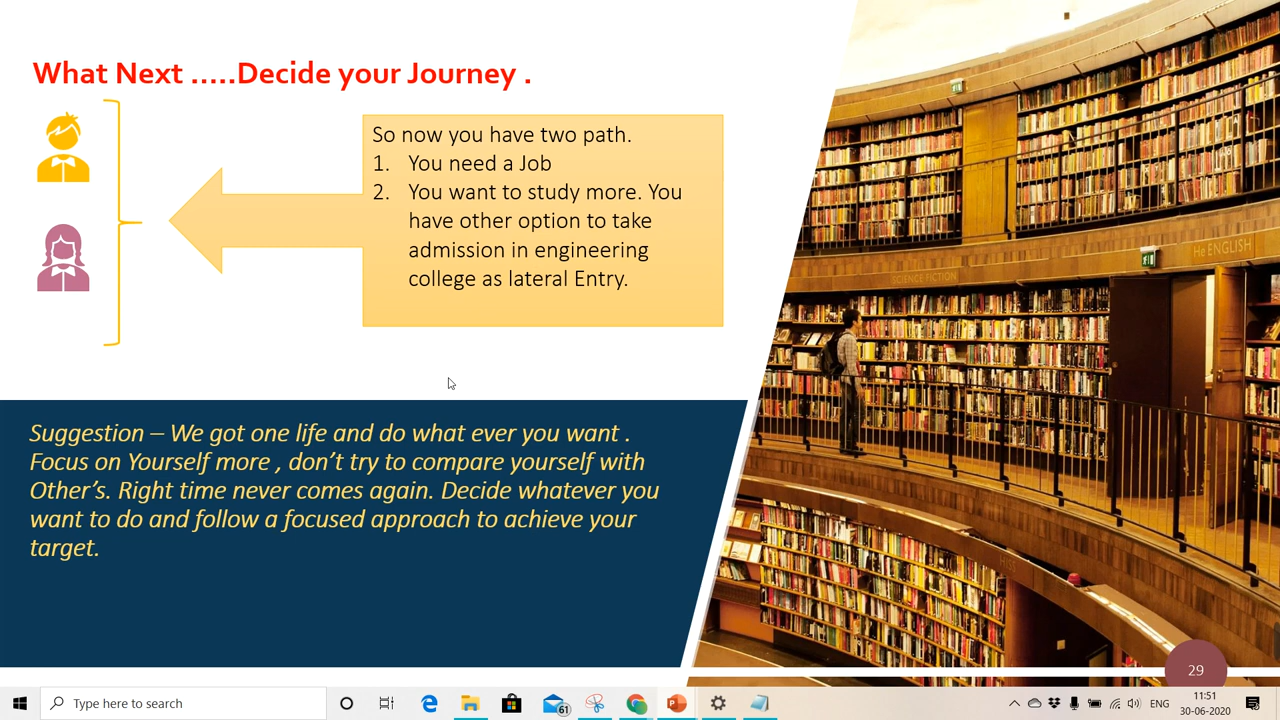 What Next .....Decide your Journey .
So now you have two path.
1. You need a Job
2. You want to study more. You
have other option to take
admission in engineering
college as lateral Entry.
Suggestion – We got one life and do what ever you want .
Focus on Yourself more , don't try to compare yourself with
Other's. Right time never comes again. Decide whatever you
want to do and follow a focused approach to achieve your
target.
SCIENCE FICTION
He ENGLISH
29
Type here to search
61
ENG
11:51
30-06-2020